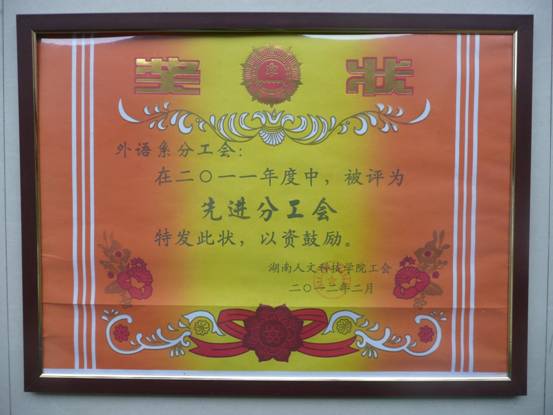 奖状
外语系分工会：
在二〇一一年度中，被评为
先进分工会
特发此状，以资鼓励。
湖南人文科技学院工会
二〇一二年二月